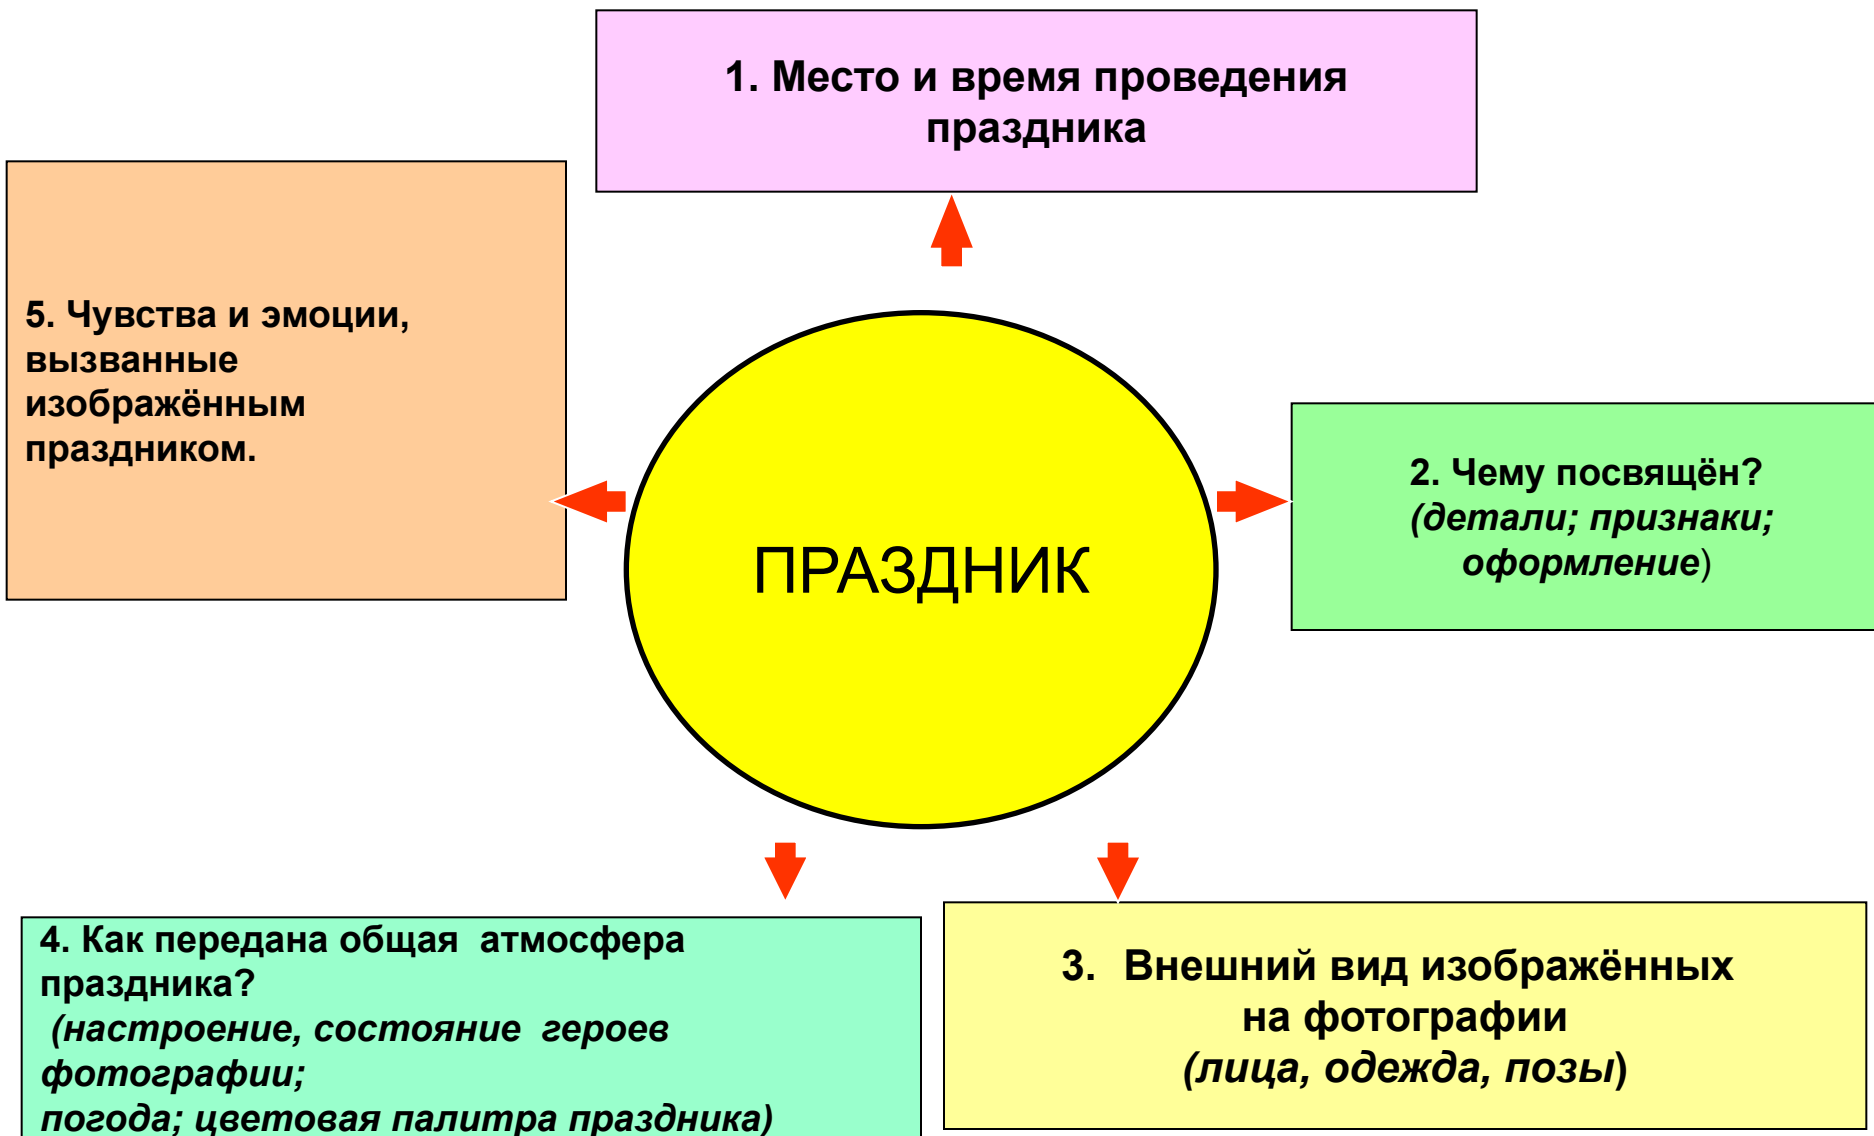 1. Место и время проведения
праздника
5. Чувства и эмоции,
вызванные
изображённым
праздником.
ПРАЗДНИК
2. Чему посвящён?
(детали; признаки;
оформление)
4. Как передана общая атмосфера
праздника?
(настроение, состояние героев
фотографии;
погода; цветовая палитра праздника)
3. Внешний вид изображённых
на фотографии
(лица, одежда, позы)